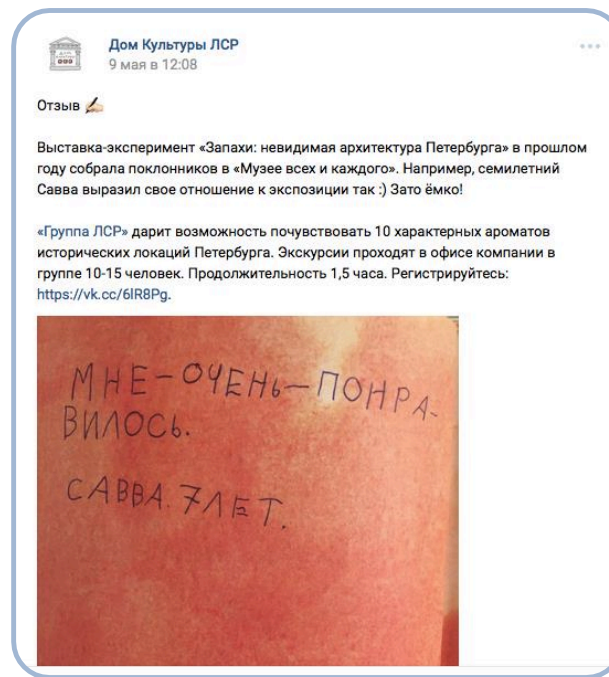 Дом Культуры ЛСР
9 мая в 12:08
Отзыв ✍🏻
Выставка-эксперимент «Запахи: невидимая архитектура Петербурга» в прошлом
году собрала поклонников в «Музее всех и каждого». Например, семилетний
Савва выразил свое отношение к экспозиции так :) Зато ёмко!
«Группа ЛСР» дарит возможность почувствовать 10 характерных ароматов
исторических локаций Петербурга. Экскурсии проходят в офисе компании в
группе 10-15 человек. Продолжительность 1,5 часа. Регистрируйтесь:
https://vk.cc/6lR8Pg.
МНЕ-ОЧЕНЬ-ПОНРА-
ВИЛОСЬ.
САВВА. 7 ЛЕТ.